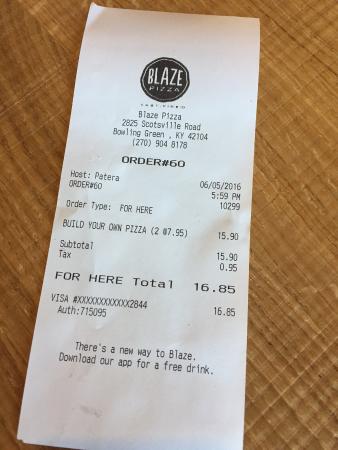 BLAZE
PIZZA
FAST FIRE'D
Blaze Pizza
2825 Scotsville Road
Bowling Green , KY 42104
(270) 904 8178
ORDER#60
Host: Patera 06/05/2016
ORDER#60 5:59 PM
10299
Order Type: FOR HERE
BUILD YOUR OWN PIZZA (2 @7.95) 15.90
Subtotal 15.90
Tax 0.95
FOR HERE Total 16.85
VISA #XXXXXXXXXXXX2844 16.85
Auth:715095
There's a new way to Blaze.
Download our app for a free drink.